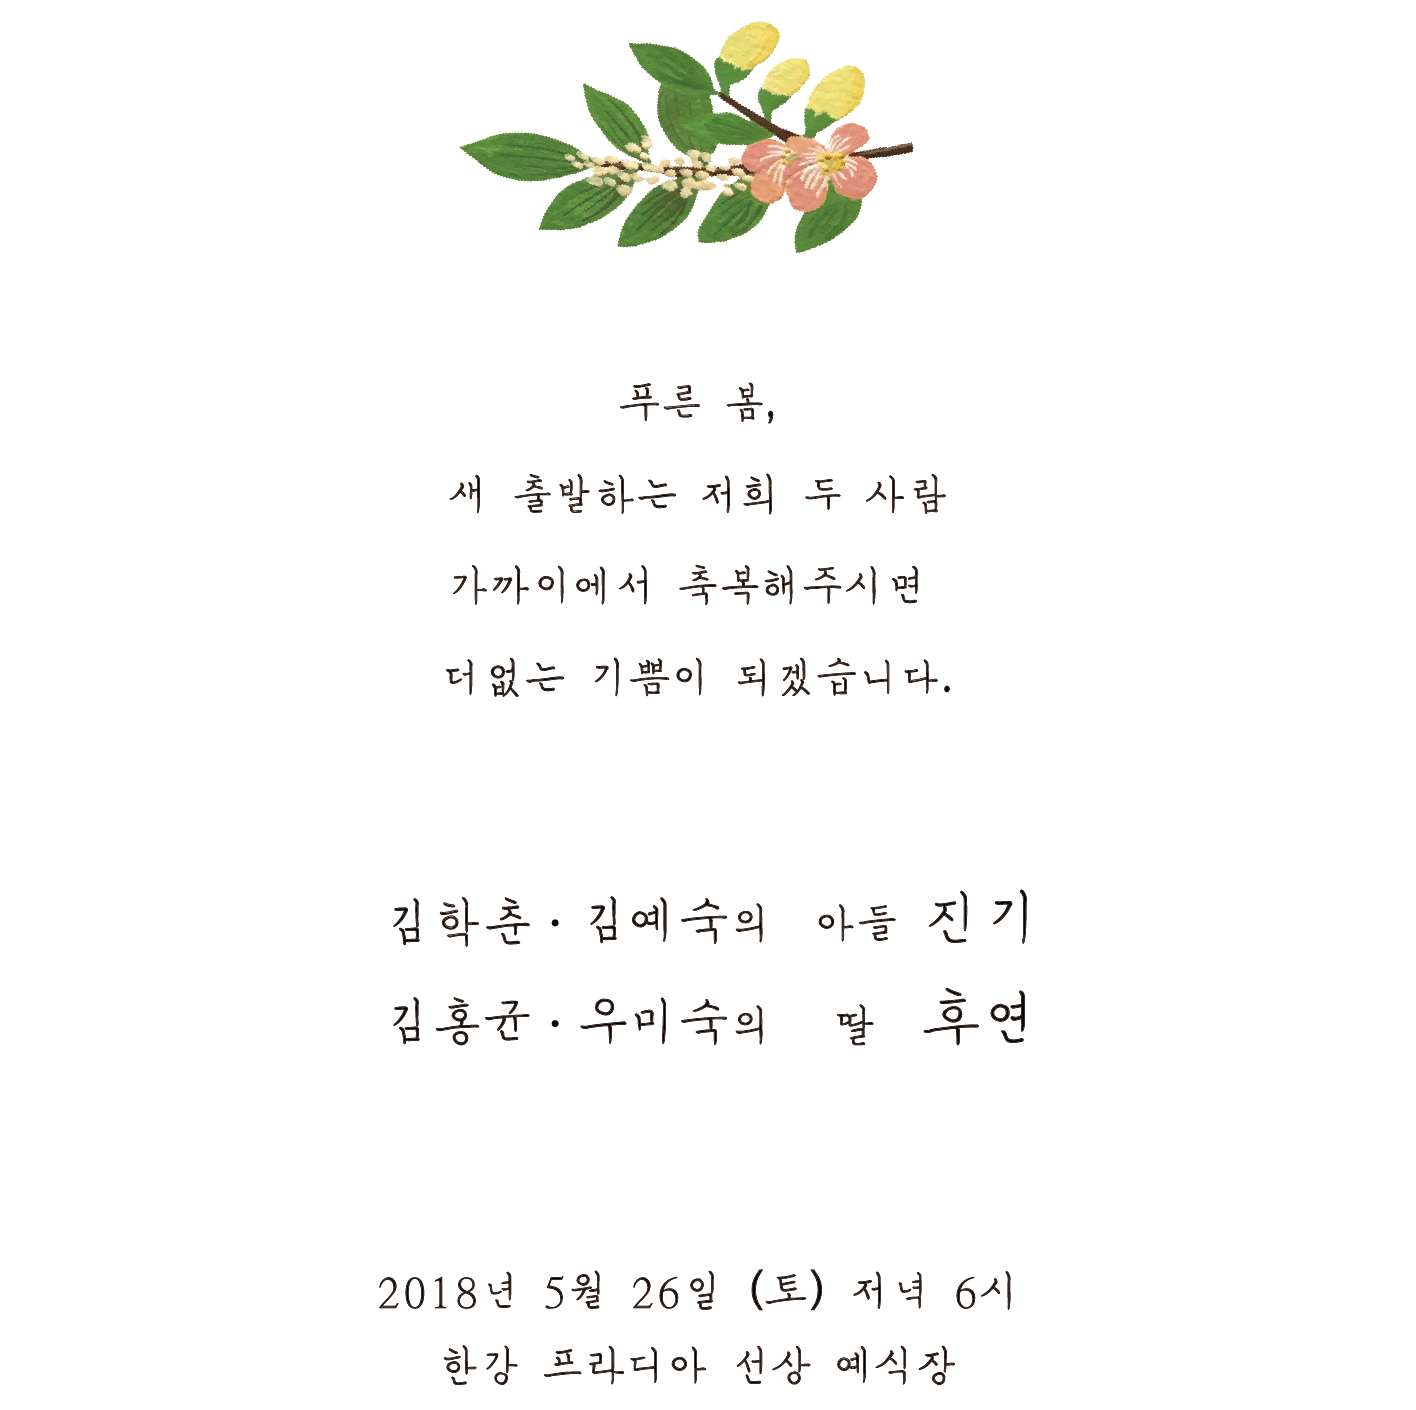 푸른 봄,
새 출발하는 저희 두 사람
가까이에서 축복해주시면
더없는 기쁨이 되겠습니다.
김학춘 · 김예숙의 아들 진기
김홍균 · 우미숙의 딸 후연
2018년 5월 26일 (토) 저녁 6시
한강 프라디아 선상 예식장